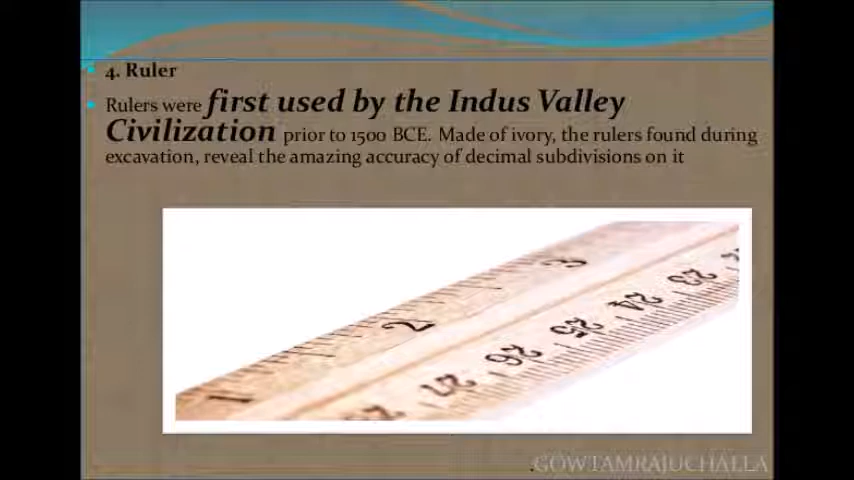 4. Ruler
Rulers were first used by the Indus Valley
Civilization prior to 1500 BCE. Made of ivory, the rulers found during
excavation, reveal the amazing accuracy of decimal subdivisions on it
1 2 3
27 26 25 24 23
GOWTAMRAJUCHALLA